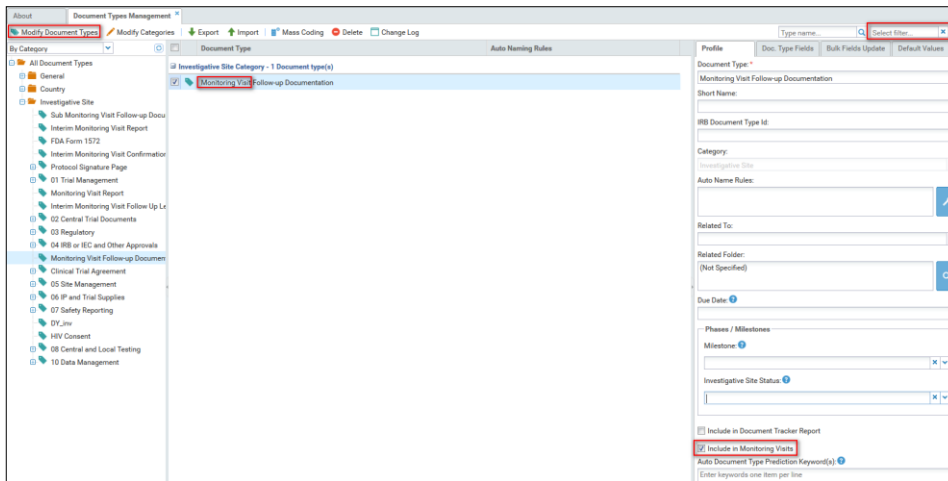 About
Document Types Management
Modify Document Types
Modify Categories
Export
Import
Mass Coding
Delete
Change Log
Type name...
Select filter...
By Category
All Document Types
General
Country
Investigative Site
Sub Monitoring Visit Follow-up Docu
Interim Monitoring Visit Report
FDA Form 1572
Interim Monitoring Visit Confirmation
Protocol Signature Page
01 Trial Management
Monitoring Visit Report
Interim Monitoring Visit Follow Up Le
02 Central Trial Documents
03 Regulatory
04 IRB or IEC and Other Approvals
Monitoring Visit Follow-up Documen
Clinical Trial Agreement
05 Site Management
06 IP and Trial Supplies
07 Safety Reporting
DY_inv
HIV Consent
08 Central and Local Testing
10 Data Management
Document Type
Auto Naming Rules
Investigative Site Category - 1 Document type(s)
Monitoring Visit Follow-up Documentation
Profile
Doc. Type Fields
Bulk Fields Update
Default Values
Document Type:*
Monitoring Visit Follow-up Documentation
Short Name:
IRB Document Type Id:
Category:
Investigative Site
Auto Name Rules:
Related To:
Related Folder:
(Not Specified)
Due Date:
Phases / Milestones
Milestone:
Investigative Site Status:
Include in Document Tracker Report
Include in Monitoring Visits
Auto Document Type Prediction Keyword(s):
Enter keywords one item per line